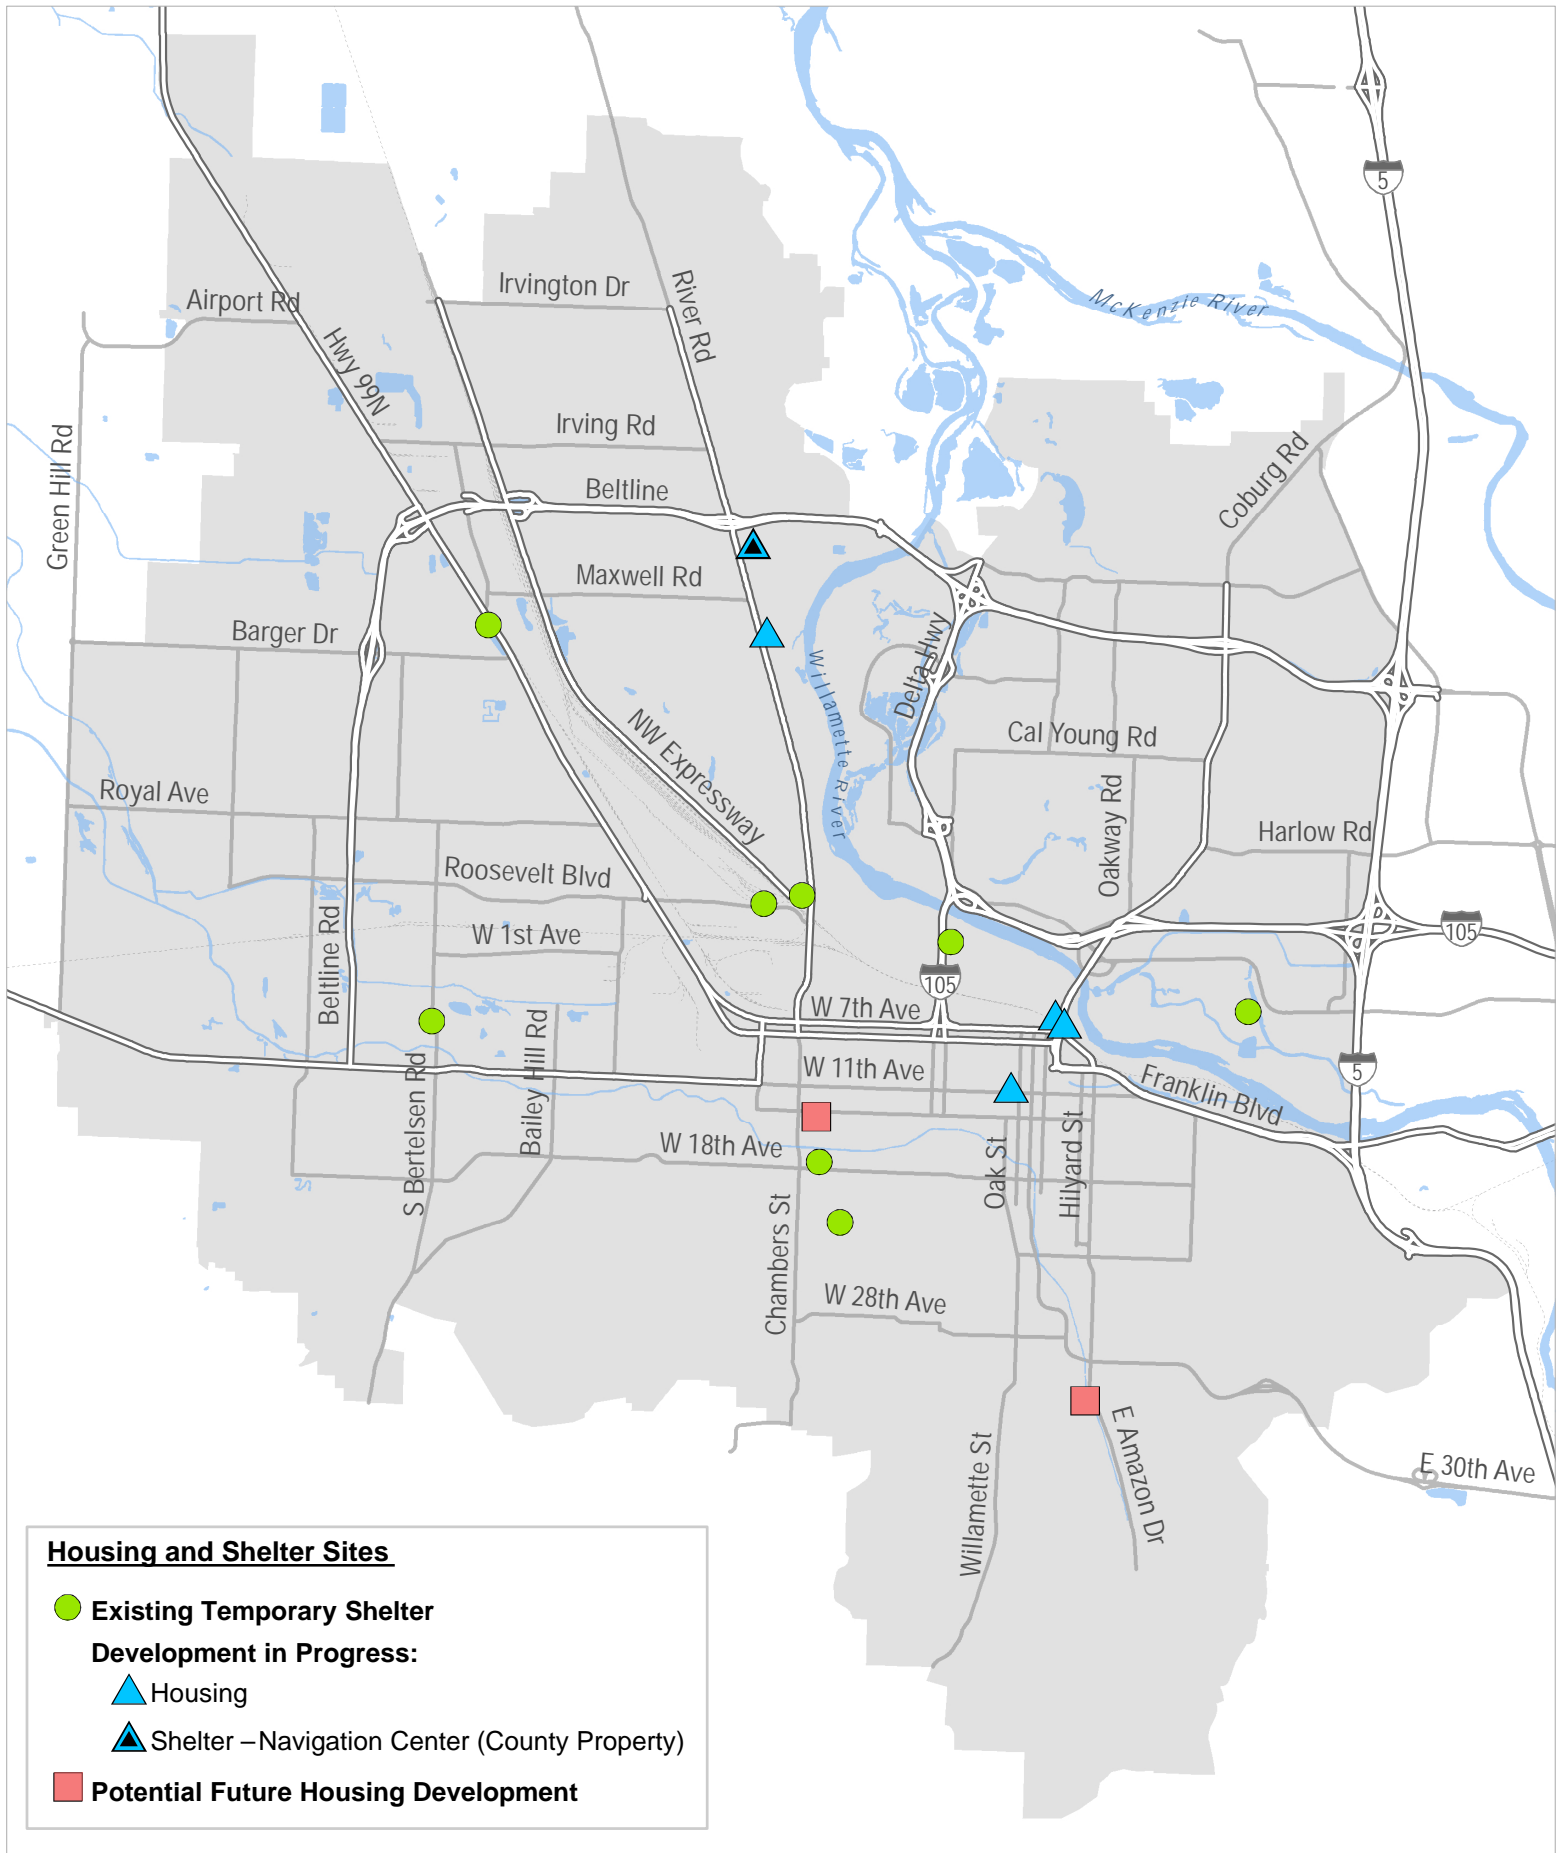 5
McKenzie River
Airport Rd
Irvington Dr
River Rd
Hwy 99N
Irving Rd
Green Hill Rd
Beltline
Coburg Rd
Maxwell Rd
Barger Dr
Delta Hwy
Willamette River
NW Expressway
Cal Young Rd
Oakway Rd
Royal Ave
Harlow Rd
Roosevelt Blvd
W 1st Ave
Beltline Rd
105
105
W 7th Ave
Bailey Hill Rd
S Bertelsen Rd
W 11th Ave
5
Franklin Blvd
W 18th Ave
Oak St
Hilyard St
Chambers St
W 28th Ave
E Amazon Dr
Willamette St
E 30th Ave
Housing and Shelter Sites
Existing Temporary Shelter
Development in Progress:
Housing
Shelter –Navigation Center (County Property)
Potential Future Housing Development